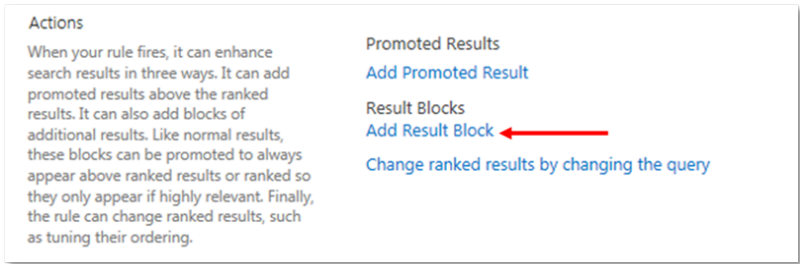 Actions
When your rule fires, it can enhance
search results in three ways. It can add
promoted results above the ranked
results. It can also add blocks of
additional results. Like normal results,
these blocks can be promoted to always
appear above ranked results or ranked so
they only appear if highly relevant. Finally,
the rule can change ranked results, such
as tuning their ordering.
Promoted Results
Add Promoted Result
Result Blocks
Add Result Block
Change ranked results by changing the query